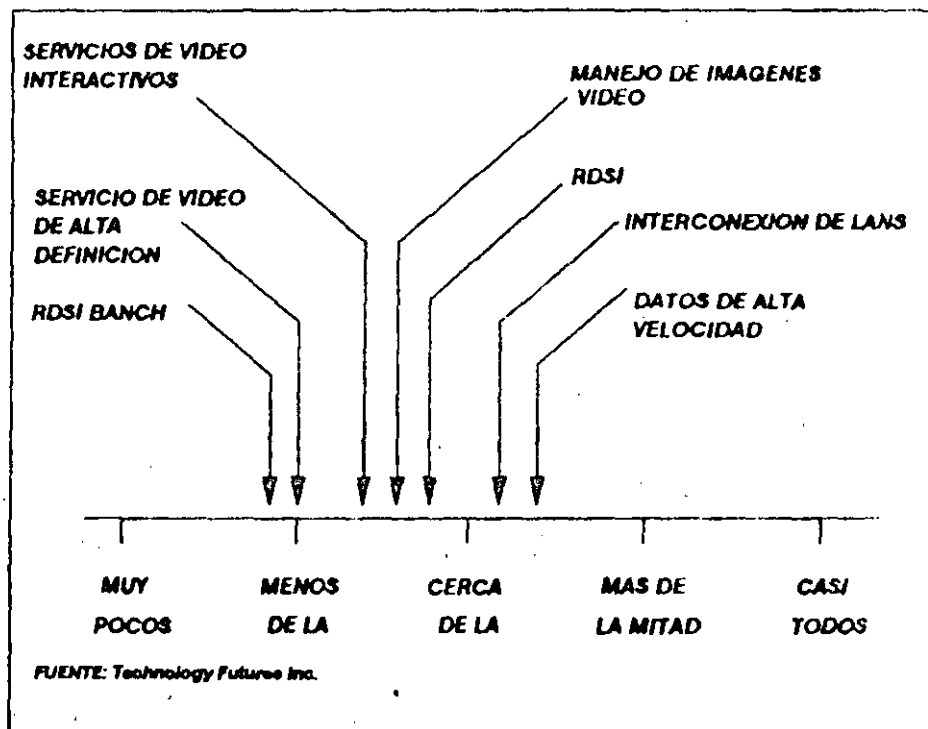 SERVICIOS DE VIDEO
INTERACTIVOS
MANEJO DE IMAGENES
VIDEO
RDSI
SERVICIO DE VIDEO
DE ALTA
DEFINICION
INTERCONEXION DE LANS
RDSI BANCH
DATOS DE ALTA
VELOCIDAD
MUY
POCOS
MENOS
DE LA
CERCA
DE LA
MAS DE
LA MITAD
CASI
TODOS
FUENTE: Technology Futures Inc.